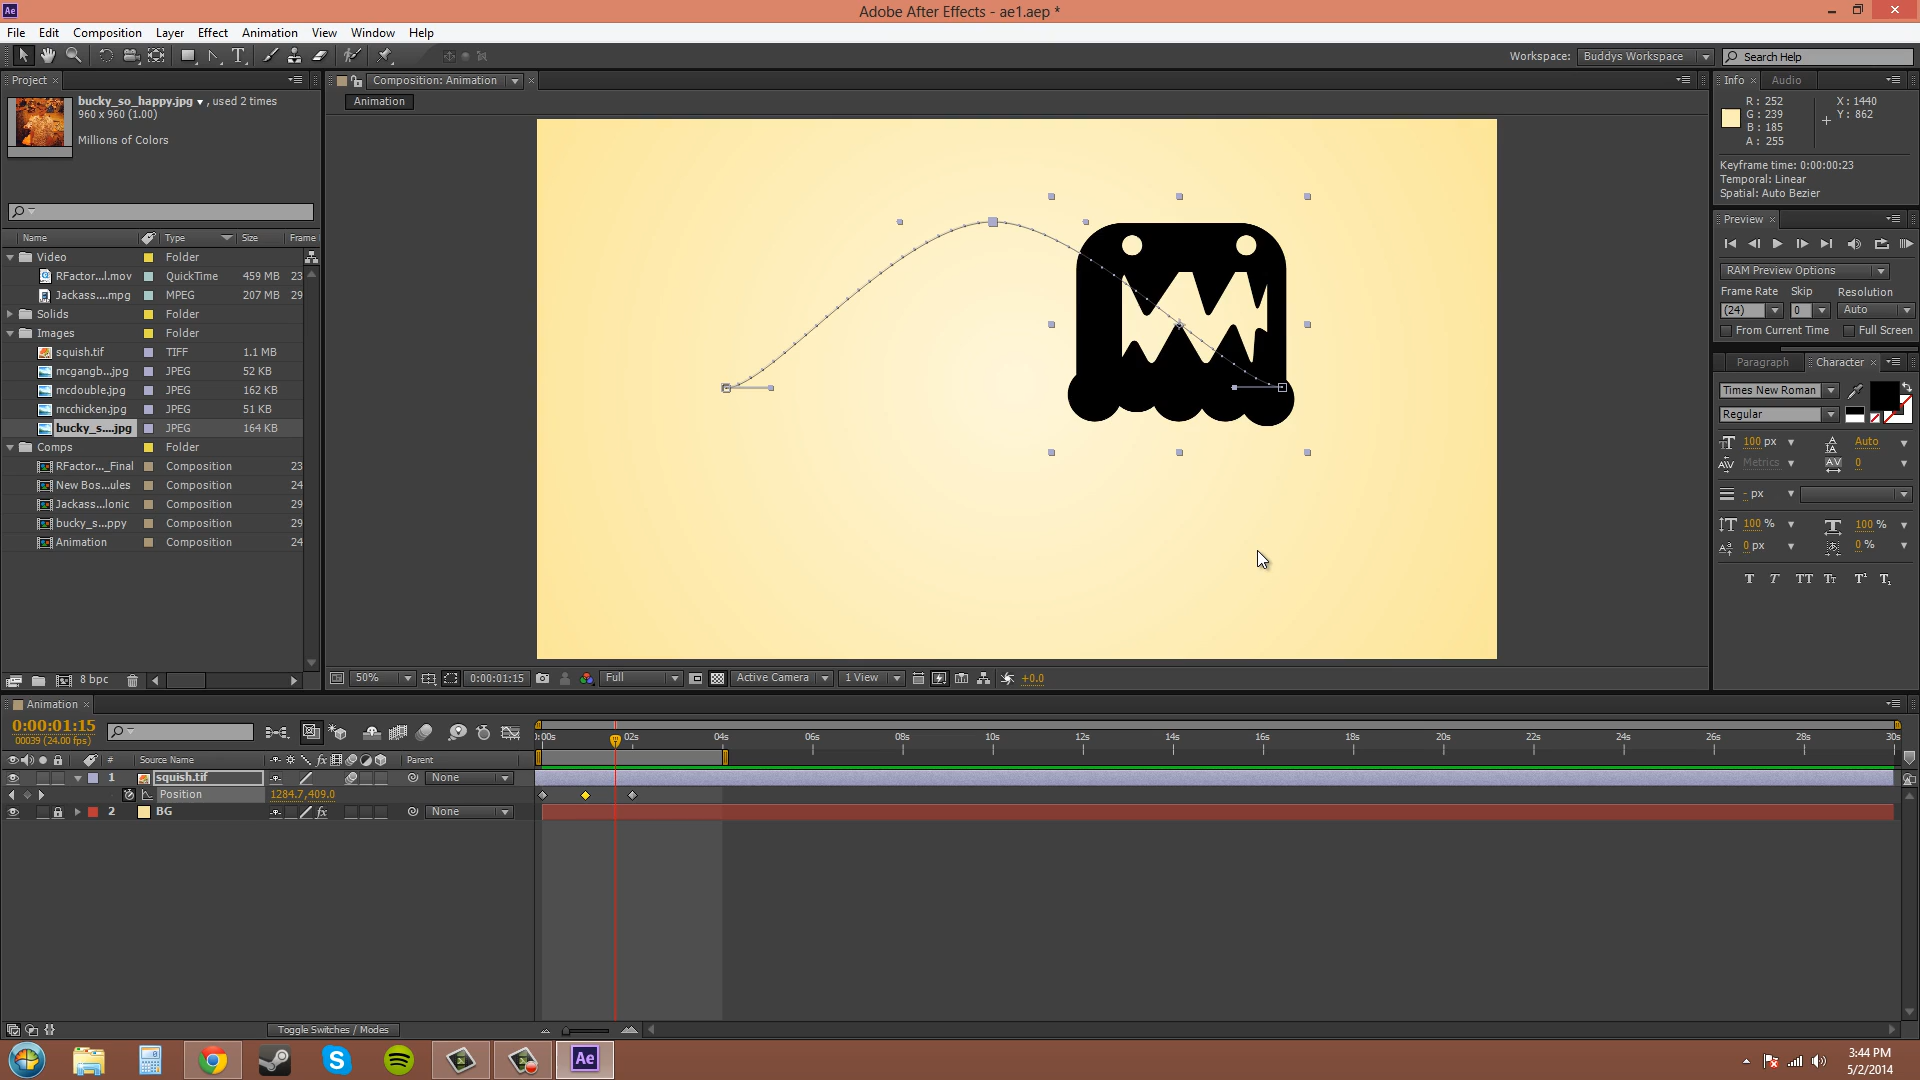 Ae
Adobe After Effects - ae1.aep *
File Edit Composition Layer Effect Animation View Window Help
Workspace: Buddys Workspace Search Help
Project
bucky_so_happy.jpg , used 2 times
960 x 960 (1.00)
Millions of Colors
Name Type Size Frame
Video Folder
RFactor...l.mov QuickTime 459 MB 23
Jackass....mpg MPEG 207 MB 29
Solids Folder
Images Folder
squish.tif TIFF 1.1 MB
mcgangb...jpg JPEG 52 KB
mcdouble.jpg JPEG 162 KB
mcchicken.jpg JPEG 51 KB
bucky_s....jpg JPEG 164 KB
Comps Folder
RFactor..._Final Composition 23
New Bos...ules Composition 24
Jackass...lonic Composition 29
bucky_s...ppy Composition 29
Animation Composition 24
8 bpc
Composition: Animation
Animation
50% 0:00:01:15 Full Active Camera 1 View +0.0
Info Audio
R: 252
G: 239
B: 185
A: 255
X: 1440
Y: 862
Keyframe time: 0:00:00:23
Temporal: Linear
Spatial: Auto Bezier
Preview
RAM Preview Options
Frame Rate Skip Resolution
(24) 0 Auto
From Current Time Full Screen
Paragraph Character
Times New Roman
Regular
100 px Auto
Metrics 0
- px
100 % 100 %
0 px 0 %
T T TT Tt T¹ T₁
Animation
0:00:01:15
00039 (24.00 fps)
# Source Name Parent
1 squish.tif None
Position 1284.7,409.0
2 BG fx None
):00s 02s 04s 06s 08s 10s 12s 14s 16s 18s 20s 22s 24s 26s 28s 30s
Toggle Switches / Modes
Ae
3:44 PM
5/2/2014